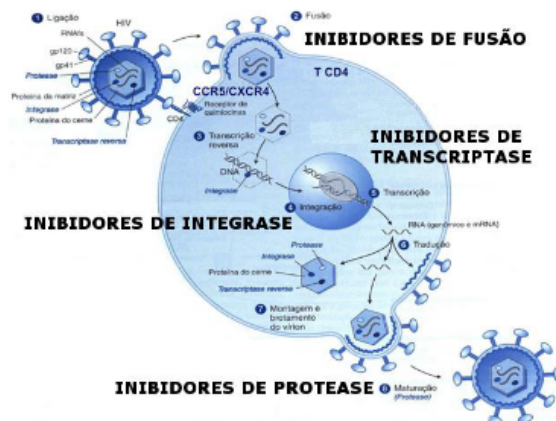 1 Ligação
HIV
RNAs
gp120
gp41
Protease
Proteína da matriz
Integrase
Proteína do cerne
Transcriptase reversa
2 Fusão
INIBIDORES DE FUSÃO
T CD4
CCR5/CXCR4
CD4
Receptor de
quimiocinas
3 Transcrição
reversa
DNA
Integrase
INIBIDORES DE
TRANSCRIPTASE
4 Integração
5 Transcrição
INIBIDORES DE INTEGRASE
RNA (genômico e mRNA)
6 Tradução
Protease
Integrase
Proteína do cerne
Transcriptase reversa
7 Montagem e
brotamento
do vírion
INIBIDORES DE PROTEASE
8 Maturação
(Protease)